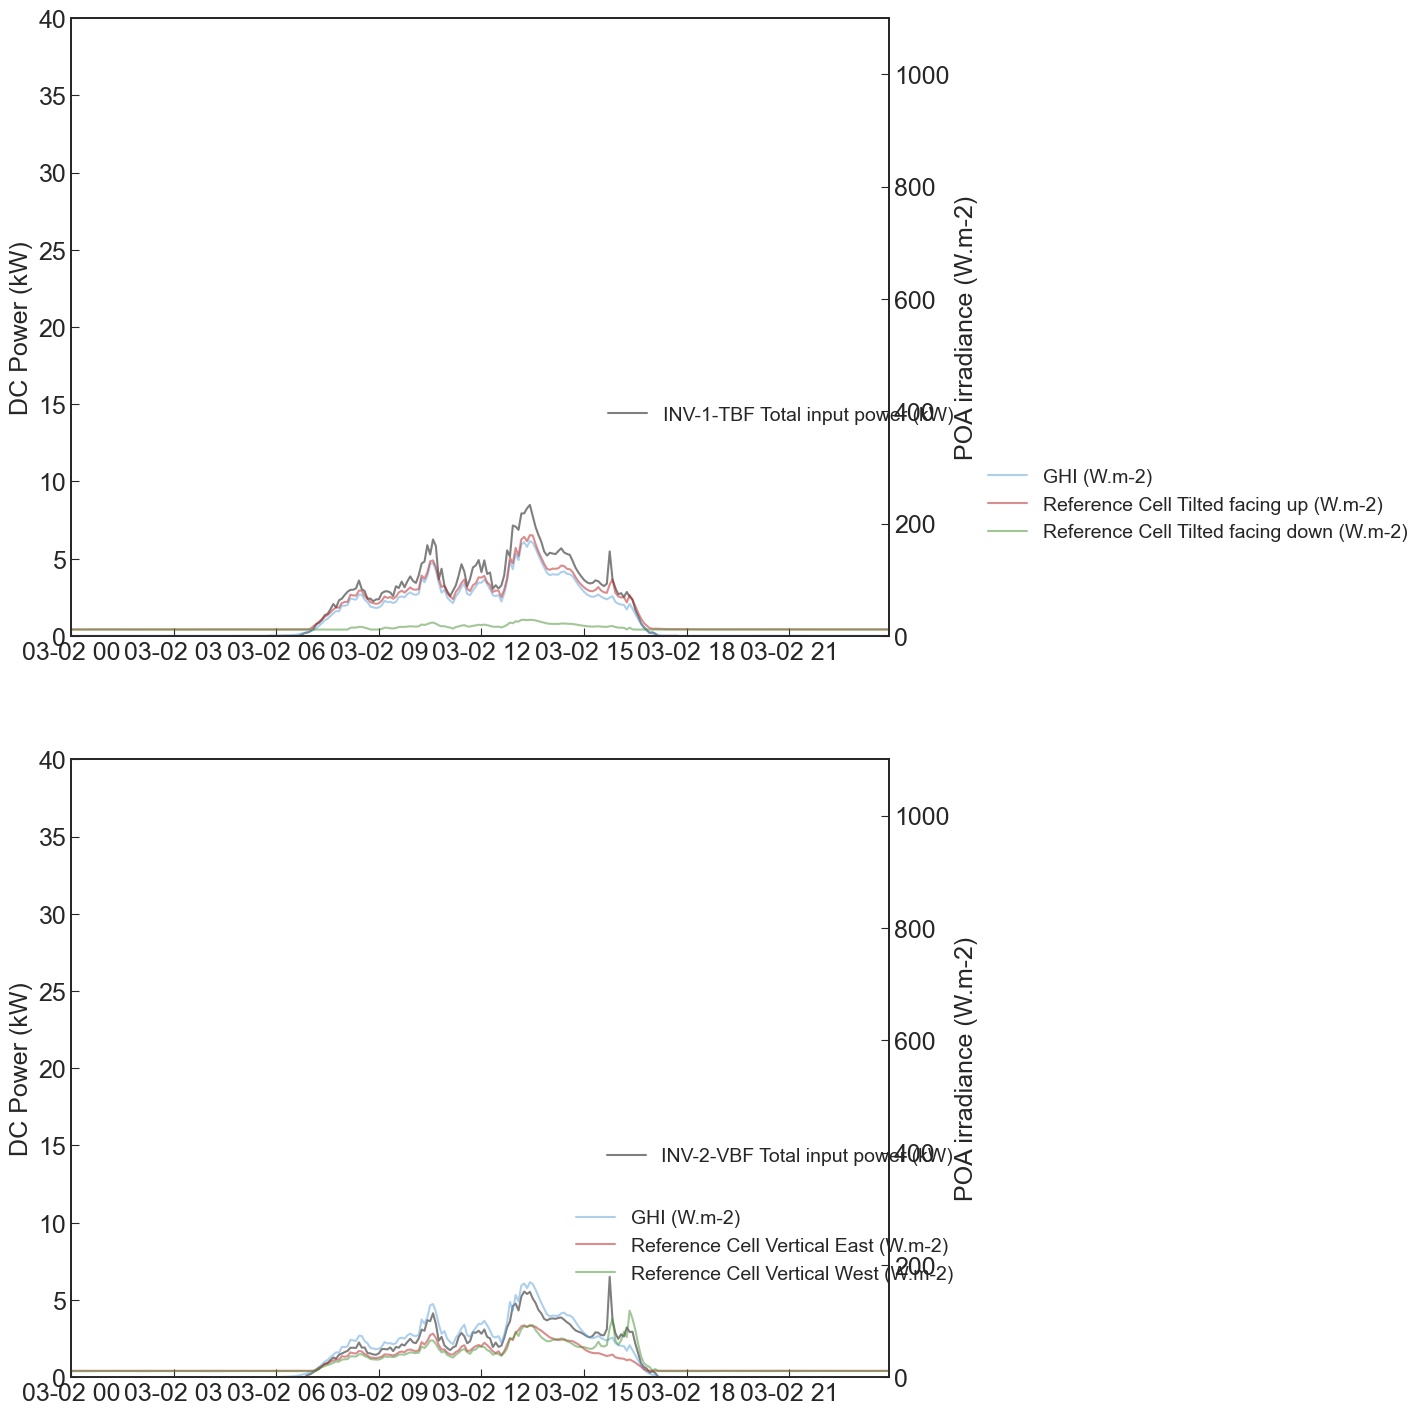 40
35
30
25
20
15
10
5
0
DC Power (kW)
1000
800
600
400
200
0
POA irradiance (W.m-2)
INV-1-TBF Total input power (kW)
GHI (W.m-2)
Reference Cell Tilted facing up (W.m-2)
Reference Cell Tilted facing down (W.m-2)
03-02 00 03-02 03 03-02 06 03-02 09 03-02 12 03-02 15 03-02 18 03-02 21
40
35
30
25
20
15
10
5
0
DC Power (kW)
1000
800
600
400
200
0
POA irradiance (W.m-2)
INV-2-VBF Total input power (kW)
GHI (W.m-2)
Reference Cell Vertical East (W.m-2)
Reference Cell Vertical West (W.m-2)
03-02 00 03-02 03 03-02 06 03-02 09 03-02 12 03-02 15 03-02 18 03-02 21